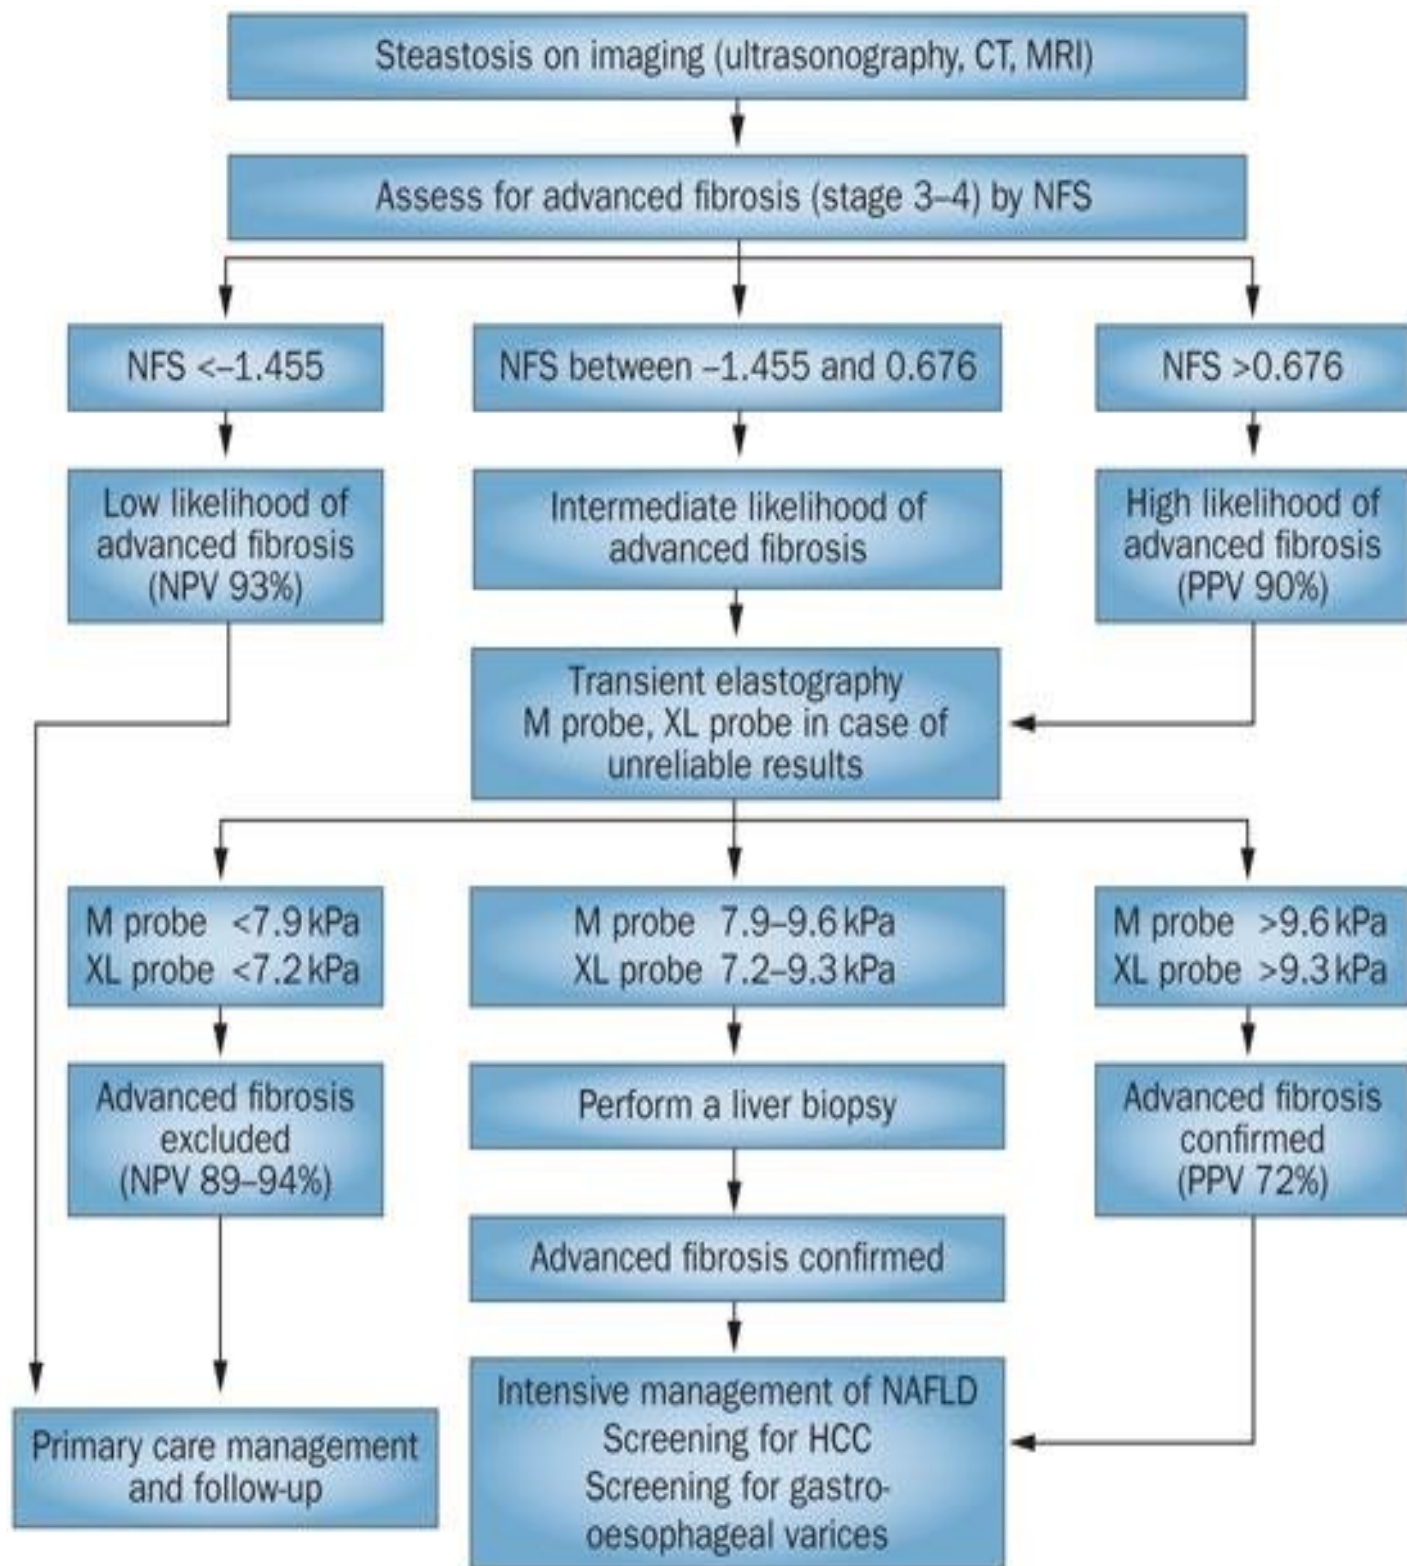 Steastosis on imaging (ultrasonography, CT, MRI)
Assess for advanced fibrosis (stage 3–4) by NFS
NFS <–1.455
NFS between –1.455 and 0.676
NFS >0.676
Low likelihood of
advanced fibrosis
(NPV 93%)
Intermediate likelihood of
advanced fibrosis
High likelihood of
advanced fibrosis
(PPV 90%)
Transient elastography
M probe, XL probe in case of
unreliable results
M probe <7.9 kPa
XL probe <7.2 kPa
M probe 7.9–9.6 kPa
XL probe 7.2–9.3 kPa
M probe >9.6 kPa
XL probe >9.3 kPa
Advanced fibrosis
excluded
(NPV 89–94%)
Perform a liver biopsy
Advanced fibrosis
confirmed
(PPV 72%)
Advanced fibrosis confirmed
Primary care management
and follow-up
Intensive management of NAFLD
Screening for HCC
Screening for gastro-
oesophageal varices